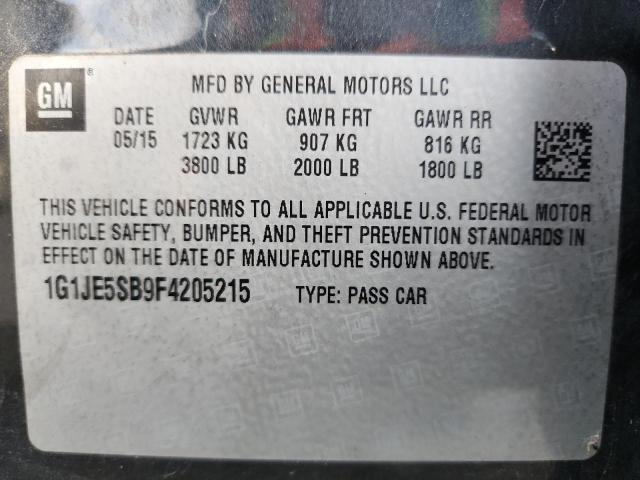 GM®
MFD BY GENERAL MOTORS LLC
DATE GVWR GAWR FRT GAWR RR
05/15 1723 KG 907 KG 816 KG
3800 LB 2000 LB 1800 LB
THIS VEHICLE CONFORMS TO ALL APPLICABLE U.S. FEDERAL MOTOR
VEHICLE SAFETY, BUMPER, AND THEFT PREVENTION STANDARDS IN
EFFECT ON THE DATE OF MANUFACTURE SHOWN ABOVE.
1G1JE5SB9F4205215 TYPE: PASS CAR